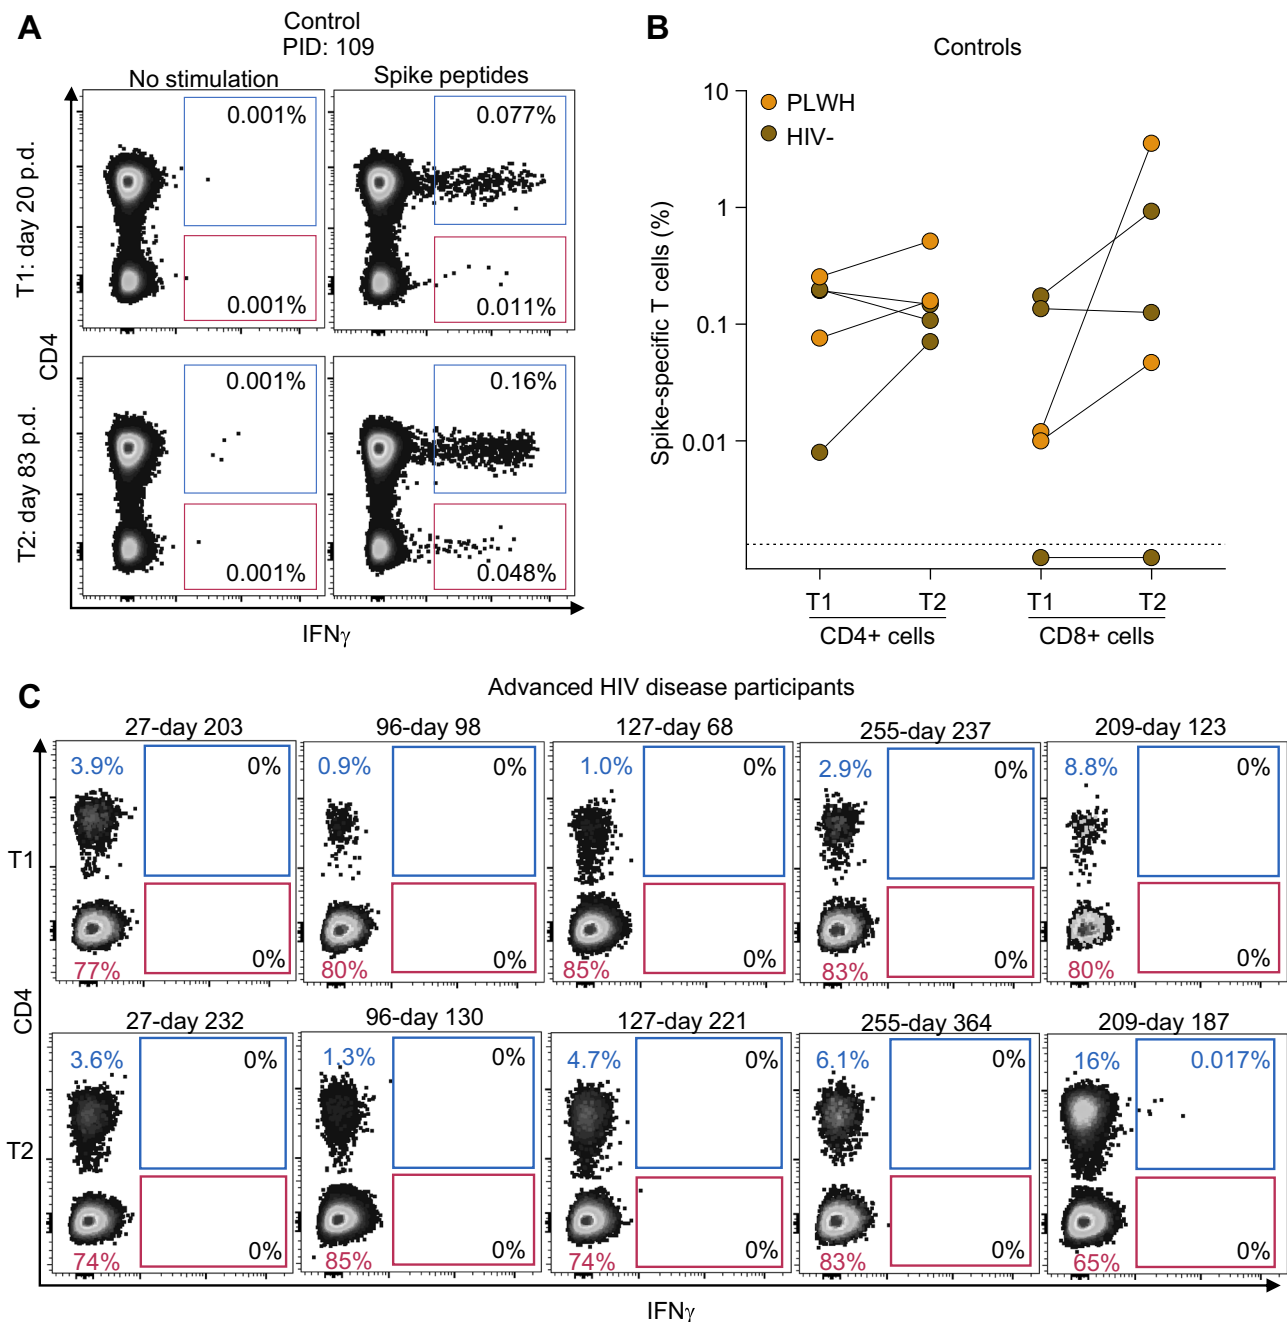 A
Control
PID: 109
No stimulation
Spike peptides
T1: day 20 p.d.
0.001%
0.077%
0.001%
0.011%
CD4
T2: day 83 p.d.
0.001%
0.16%
0.001%
0.048%
IFNγ
B
Controls
PLWH
HIV-
Spike-specific T cells (%)
10
1
0.1
0.01
T1 T2 T1 T2
CD4+ cells CD8+ cells
C
Advanced HIV disease participants
27-day 203 96-day 98 127-day 68 255-day 237 209-day 123
T1
3.9% 0% 0.9% 0% 1.0% 0% 2.9% 0% 8.8% 0%
77% 0% 80% 0% 85% 0% 83% 0% 80% 0%
CD4
27-day 232 96-day 130 127-day 221 255-day 364 209-day 187
T2
3.6% 0% 1.3% 0% 4.7% 0% 6.1% 0% 16% 0.017%
74% 0% 85% 0% 74% 0% 83% 0% 65% 0%
IFNγ